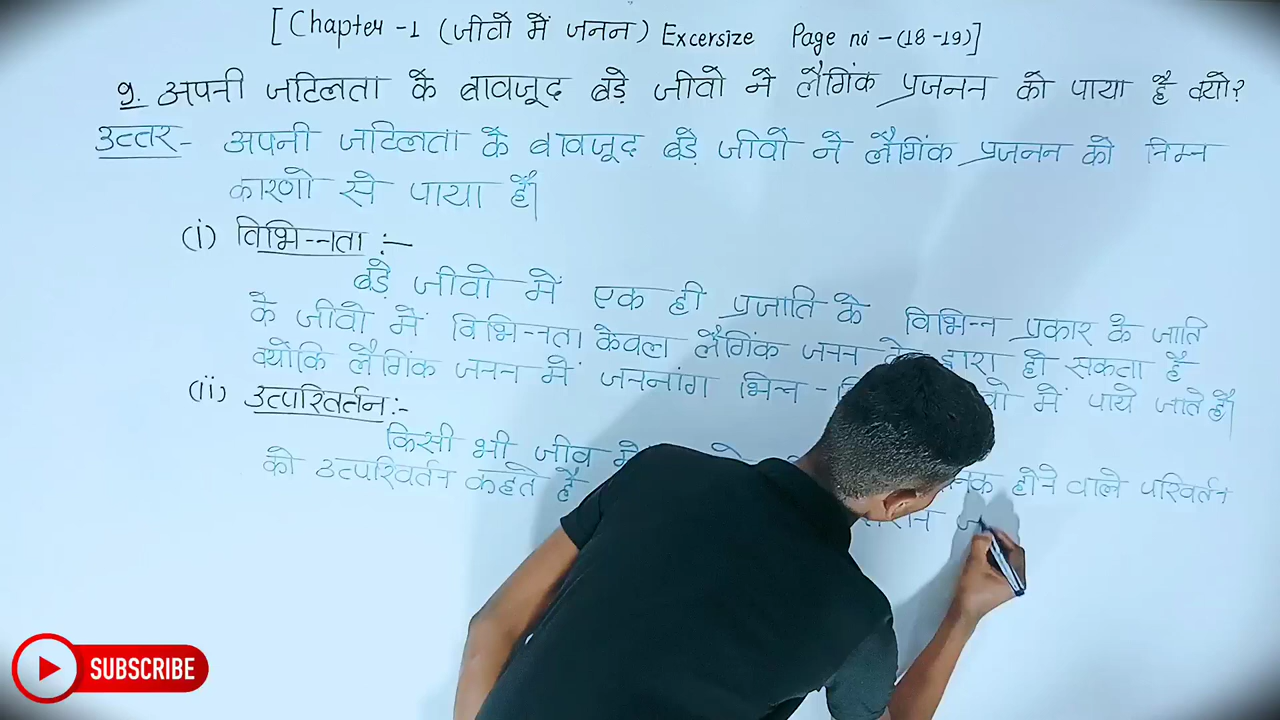 [ Chapter -1 (जीवो में जनन) Excersize Page no - (18 -19)]
9. अपनी जटिलता के बावजूद बड़े जीवो ने लैगिंक प्रजनन को पाया है क्यो?
उत्तर- अपनी जटिलता के बावजूद बड़े जीवो ने लैगिंक प्रजनन को निम्न
कारणो से पाया है।
(i) विभिन्नता :-
बड़े जीवो में एक ही प्रजाति के विभिन्न प्रकार के जाति
के जीवो में विभिन्नता केवल लैगिंक जनन के द्वारा हो सकता है
क्योकि लैगिंक जनन में जननांग भिन्न - में पाये जाते है।
(ii) उत्परिवर्तन:-
किसी भी जीव होने वाले परिवर्तन
को उत्परिवर्तन कहते है
SUBSCRIBE